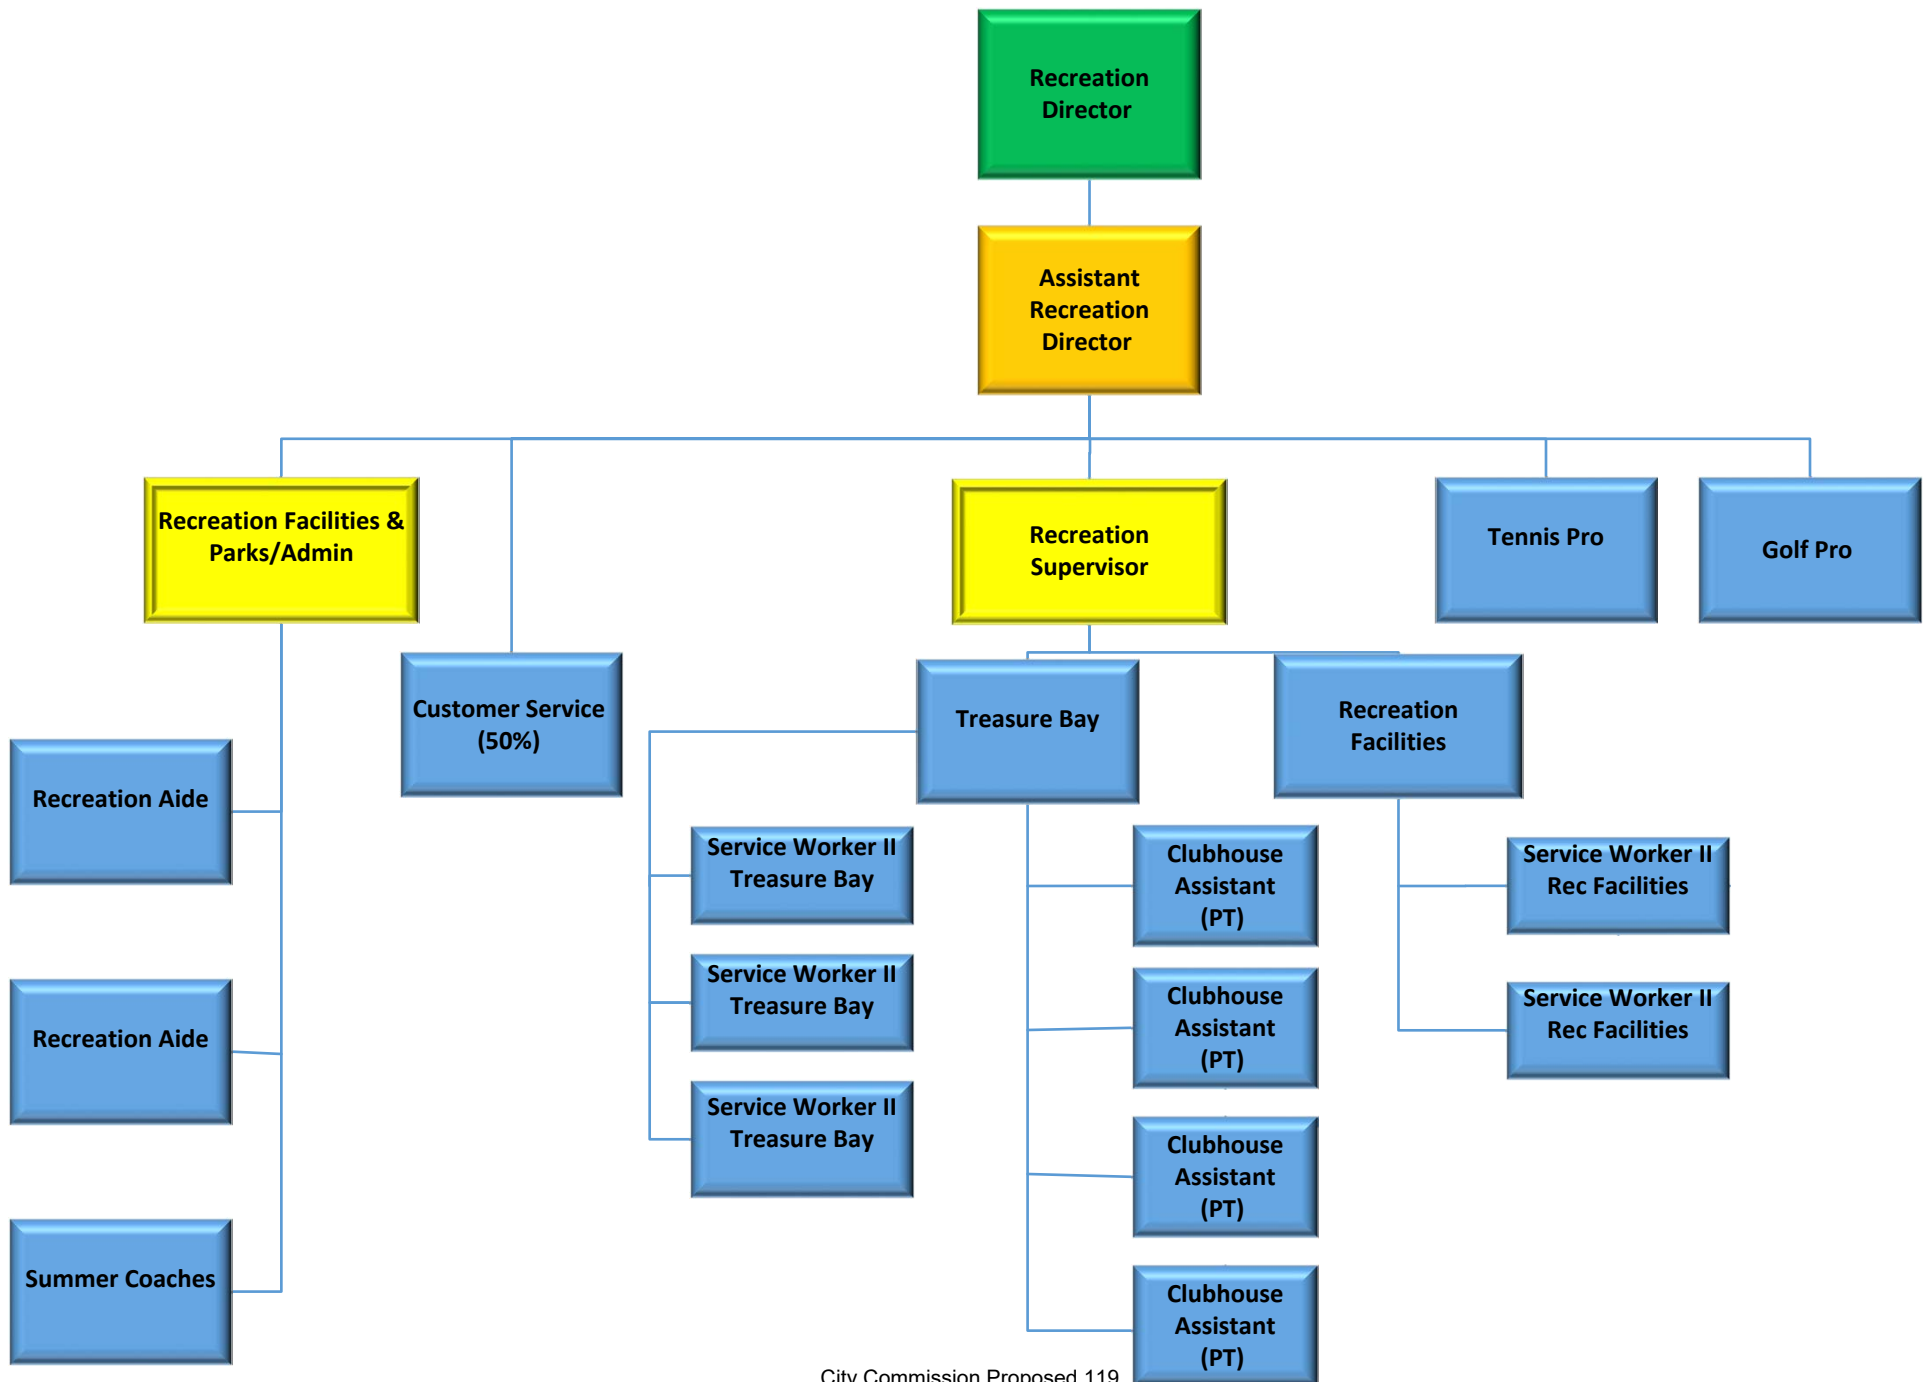 Recreation
Director
Assistant
Recreation
Director
Recreation Facilities &
Parks/Admin
Recreation
Supervisor
Tennis Pro
Golf Pro
Customer Service
(50%)
Treasure Bay
Recreation
Facilities
Recreation Aide
Recreation Aide
Summer Coaches
Service Worker II
Treasure Bay
Service Worker II
Treasure Bay
Service Worker II
Treasure Bay
Clubhouse
Assistant
(PT)
Clubhouse
Assistant
(PT)
Clubhouse
Assistant
(PT)
Clubhouse
Assistant
(PT)
Service Worker II
Rec Facilities
Service Worker II
Rec Facilities
City Commission Proposed 119